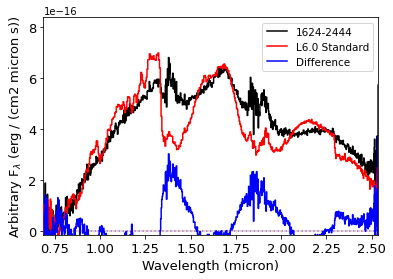 1e−16
1624-2444
L6.0 Standard
Difference
8
6
4
2
0
Arbitrary Fλ (erg / (cm2 micron s))
0.75 1.00 1.25 1.50 1.75 2.00 2.25 2.50
Wavelength (micron)